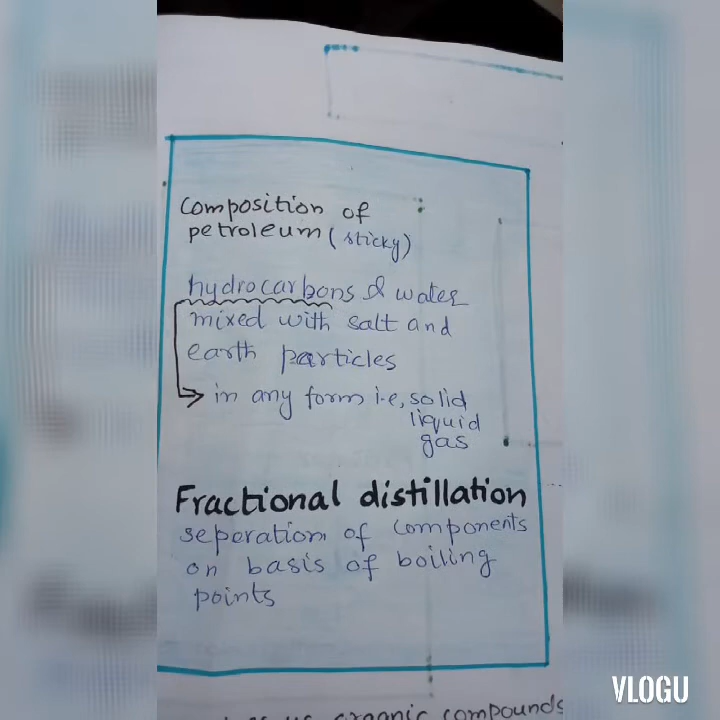 composition of
petroleum (sticky)
hydrocarbons & water
mixed with salt and
earth particles
in any form i.e, solid
liquid
gas
Fractional distillation
seperation of components
on basis of boiling
points
organic compounds
VLOGU